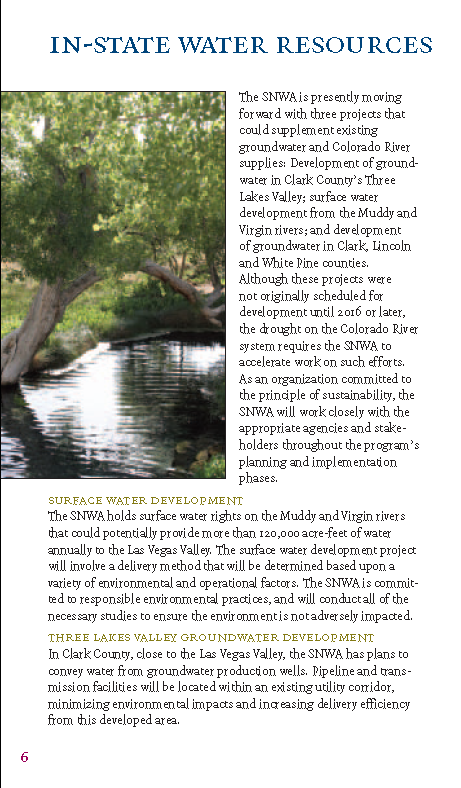 IN-STATE WATER RESOURCES
The SNWA is presently moving
forward with three projects that
could supplement existing
groundwater and Colorado River
supplies: Development of ground-
water in Clark County's Three
Lakes Valley; surface water
development from the Muddy and
Virgin rivers; and development
of groundwater in Clark, Lincoln
and White Pine counties.
Although these projects were
not originally scheduled for
development until 2016 or later,
the drought on the Colorado River
system requires the SNWA to
accelerate work on such efforts.
As an organization committed to
the principle of sustainability, the
SNWA will work closely with the
appropriate agencies and stake-
holders throughout the program's
planning and implementation
phases.
SURFACE WATER DEVELOPMENT
The SNWA holds surface water rights on the Muddy and Virgin rivers
that could potentially provide more than 120,000 acre-feet of water
annually to the Las Vegas Valley. The surface water development project
will involve a delivery method that will be determined based upon a
variety of environmental and operational factors. The SNWA is commit-
ted to responsible environmental practices, and will conduct all of the
necessary studies to ensure the environment is not adversely impacted.
THREE LAKES VALLEY GROUNDWATER DEVELOPMENT
In Clark County, close to the Las Vegas Valley, the SNWA has plans to
convey water from groundwater production wells. Pipeline and trans-
mission facilities will be located within an existing utility corridor,
minimizing environmental impacts and increasing delivery efficiency
from this developed area.
6